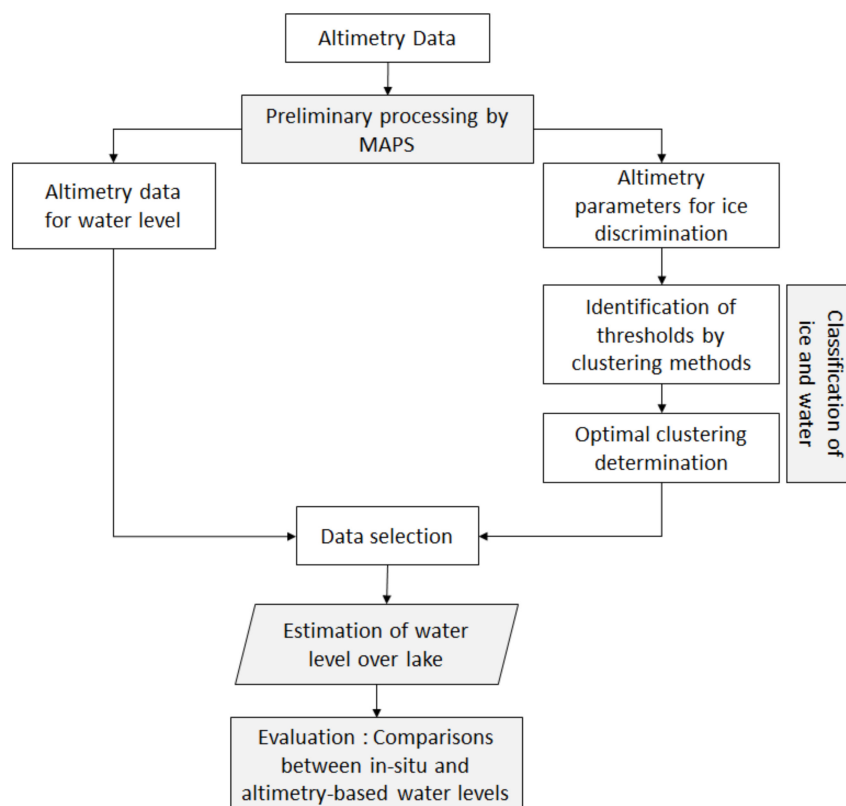 Altimetry Data
Preliminary processing by
MAPS
Altimetry data
for water level
Altimetry
parameters for ice
discrimination
Identification of
thresholds by
clustering methods
Classification of
ice and water
Optimal clustering
determination
Data selection
Estimation of water
level over lake
Evaluation : Comparisons
between in-situ and
altimetry-based water levels